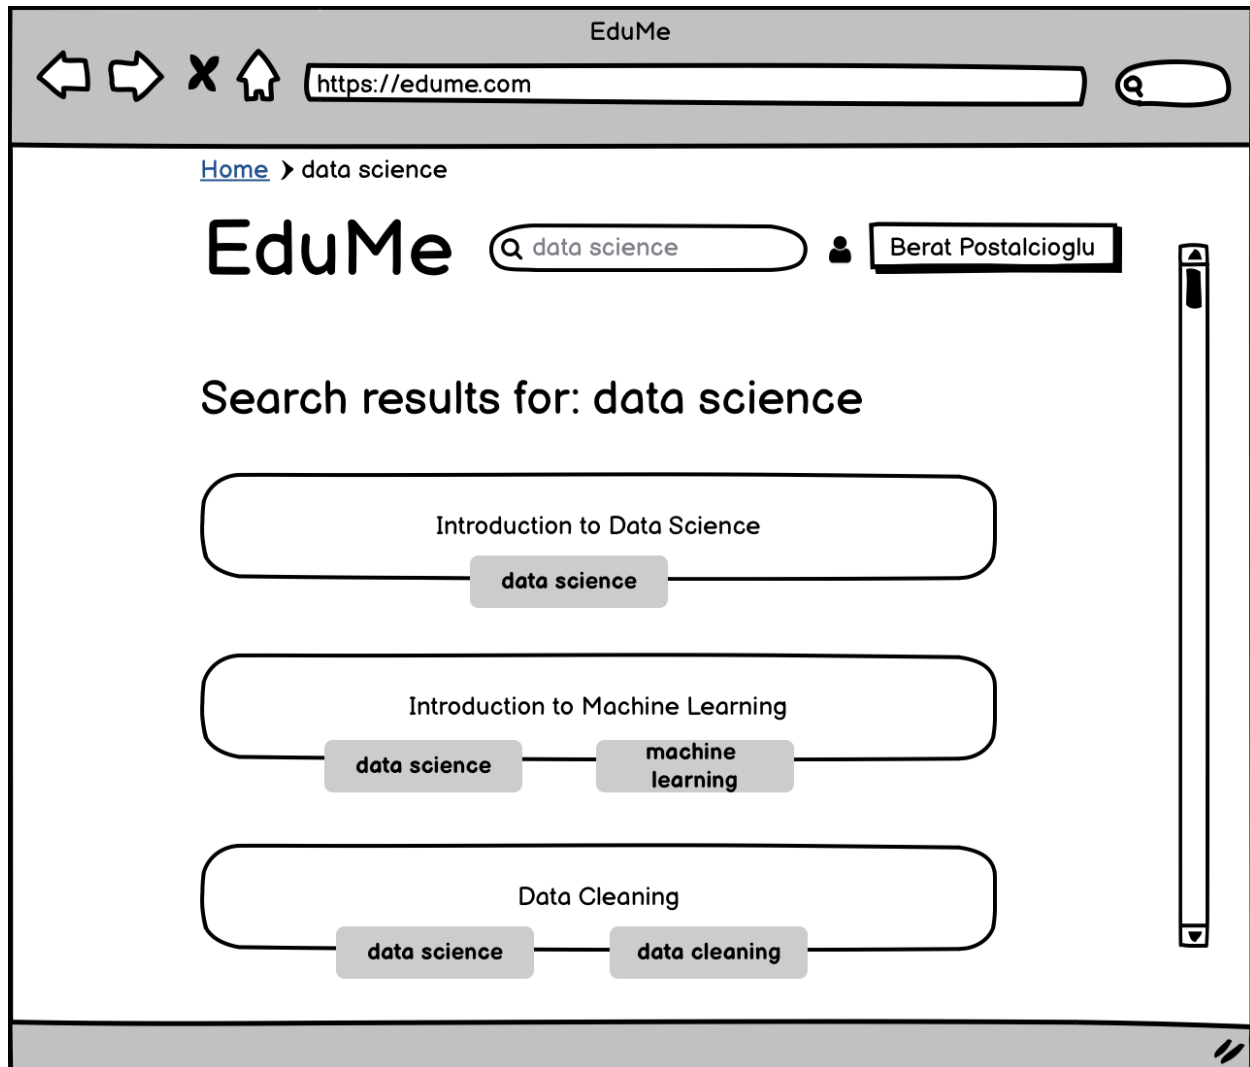 EduMe
https://edume.com
Home data science
EduMe data science Berat Postalcioglu
Search results for: data science
Introduction to Data Science
data science
Introduction to Machine Learning
data science machine
learning
Data Cleaning
data science data cleaning